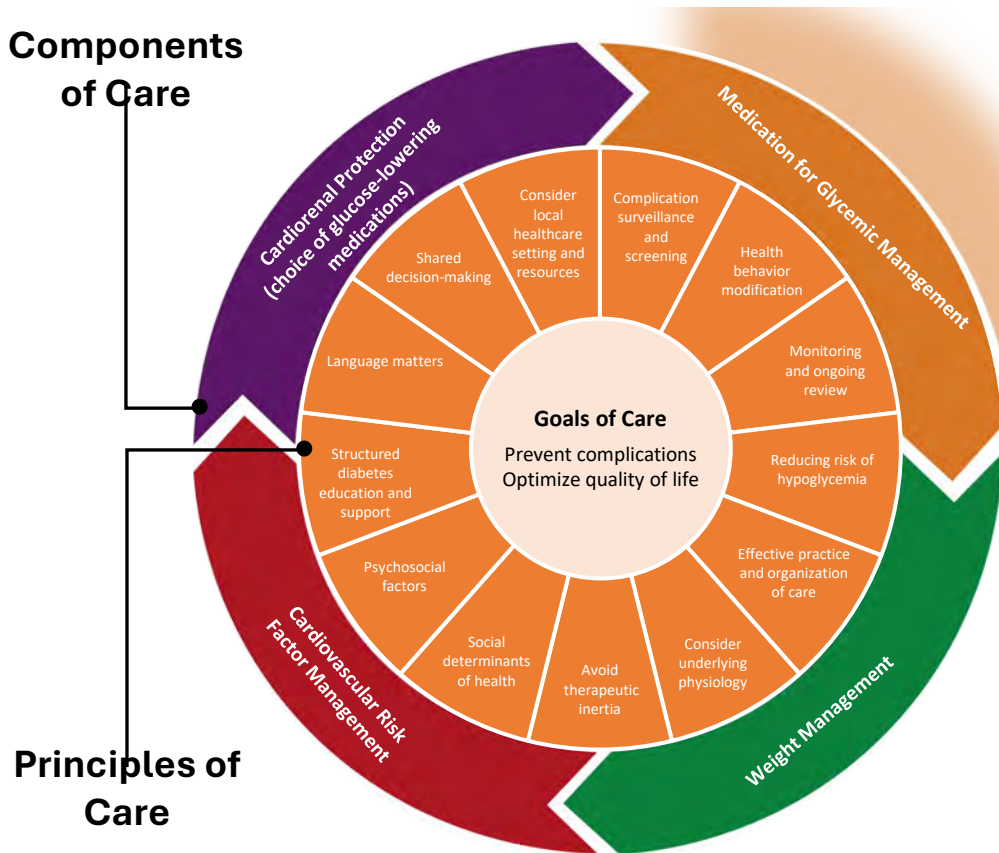 Components
of Care
Cardiorenal Protection
(choice of glucose-lowering
medications)
Medication for Glycemic Management
Weight Management
Cardiovascular Risk
Factor Management
Consider
local
healthcare
setting and
resources
Complication
surveillance
and
screening
Health
behavior
modification
Monitoring
and ongoing
review
Reducing risk of
hypoglycemia
Effective practice
and organization
of care
Consider
underlying
physiology
Avoid
therapeutic
inertia
Social
determinants
of health
Psychosocial
factors
Structured
diabetes
education and
support
Language matters
Shared
decision-making
Goals of Care
Prevent complications
Optimize quality of life
Principles of
Care